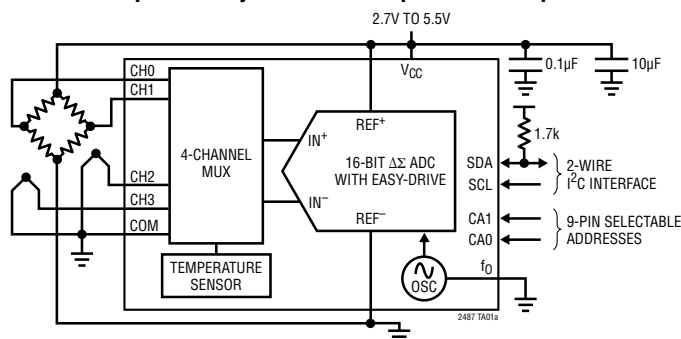 2.7V TO 5.5V
0.1µF
10µF
VCC
CH0
CH1
CH2
CH3
COM
4-CHANNEL
MUX
TEMPERATURE
SENSOR
IN+
IN–
REF+
16-BIT ΔΣ ADC
WITH EASY-DRIVE
REF–
1.7k
SDA
SCL
2-WIRE
I2C INTERFACE
CA1
CA0
9-PIN SELECTABLE
ADDRESSES
fO
OSC
2487 TA01a